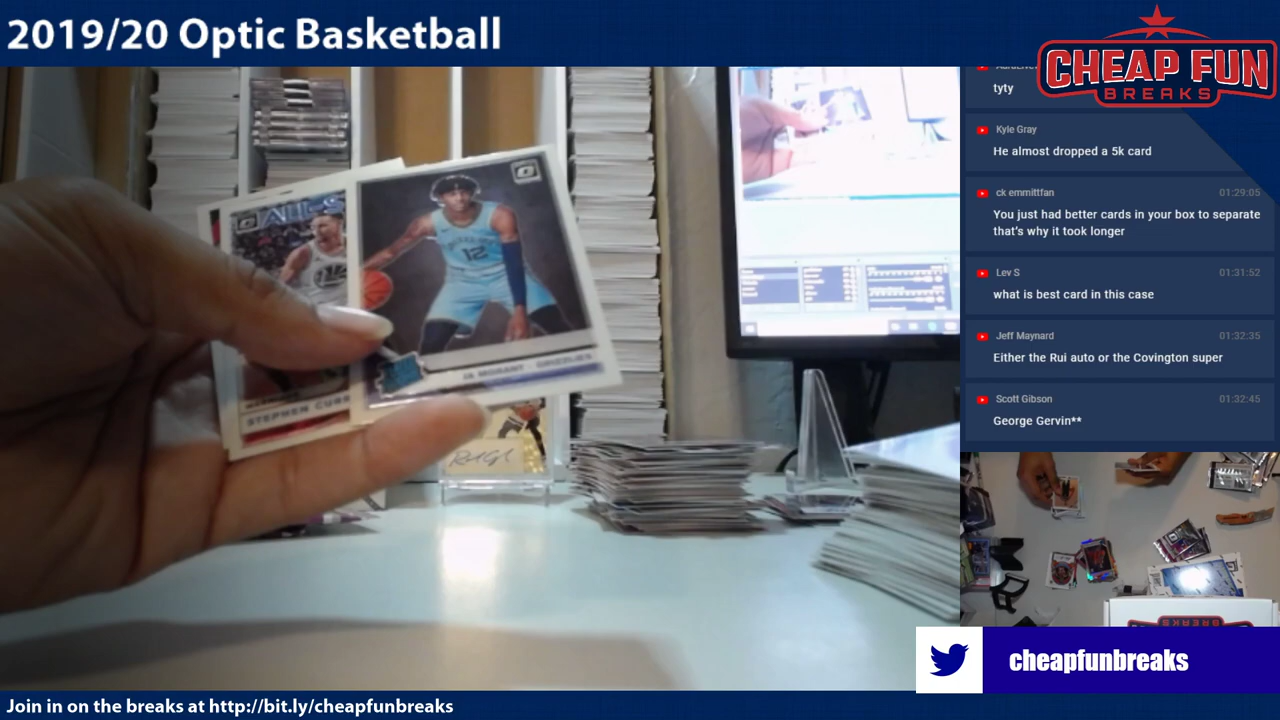 2019/20 Optic Basketball
CHEAP FUN
BREAKS
tyty
Kyle Gray
He almost dropped a 5k card
ck emmittfan 01:29:05
You just had better cards in your box to separate
that's why it took longer
Lev S 01:31:52
what is best card in this case
Jeff Maynard 01:32:35
Either the Rui auto or the Covington super
Scott Gibson 01:32:45
George Gervin**
12
JA MORANT - GRIZZLIES
STEPHEN CURR
cheapfunbreaks
Join in on the breaks at http://bit.ly/cheapfunbreaks